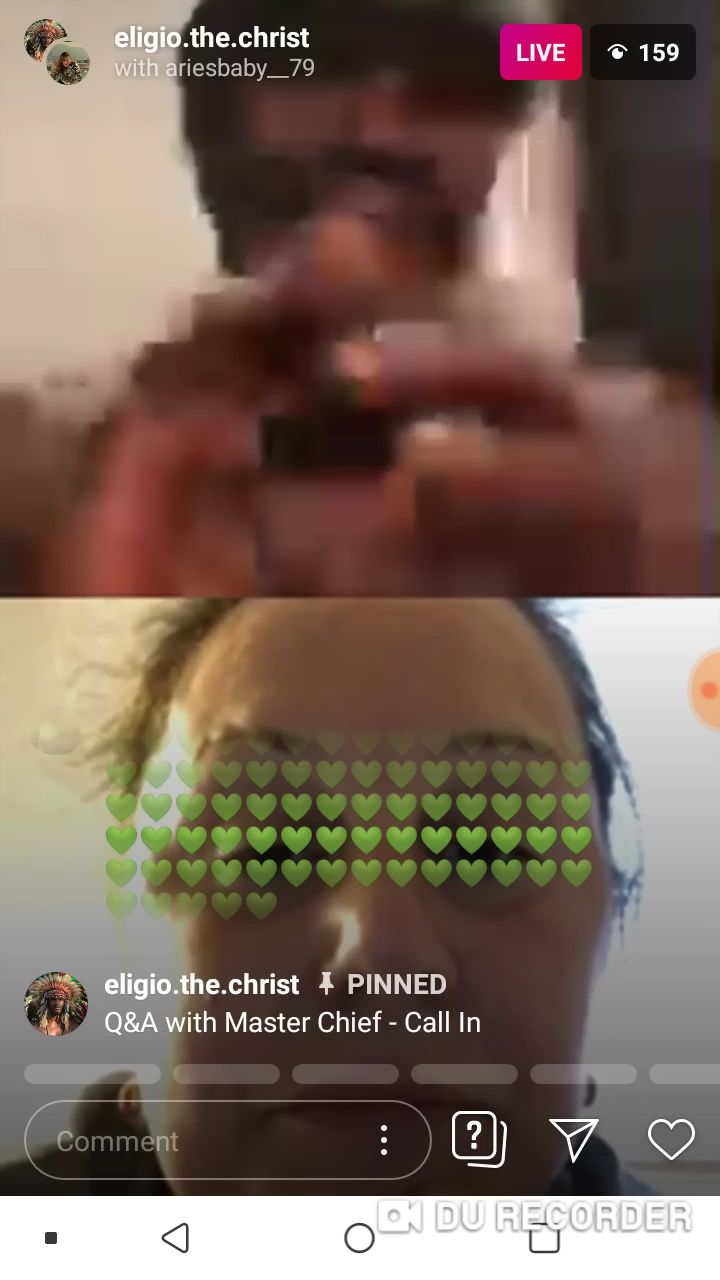 eligio.the.christ
with ariesbaby__79
LIVE
159
eligio.the.christ PINNED
Q&A with Master Chief - Call In
Comment
?
DU RECORDER